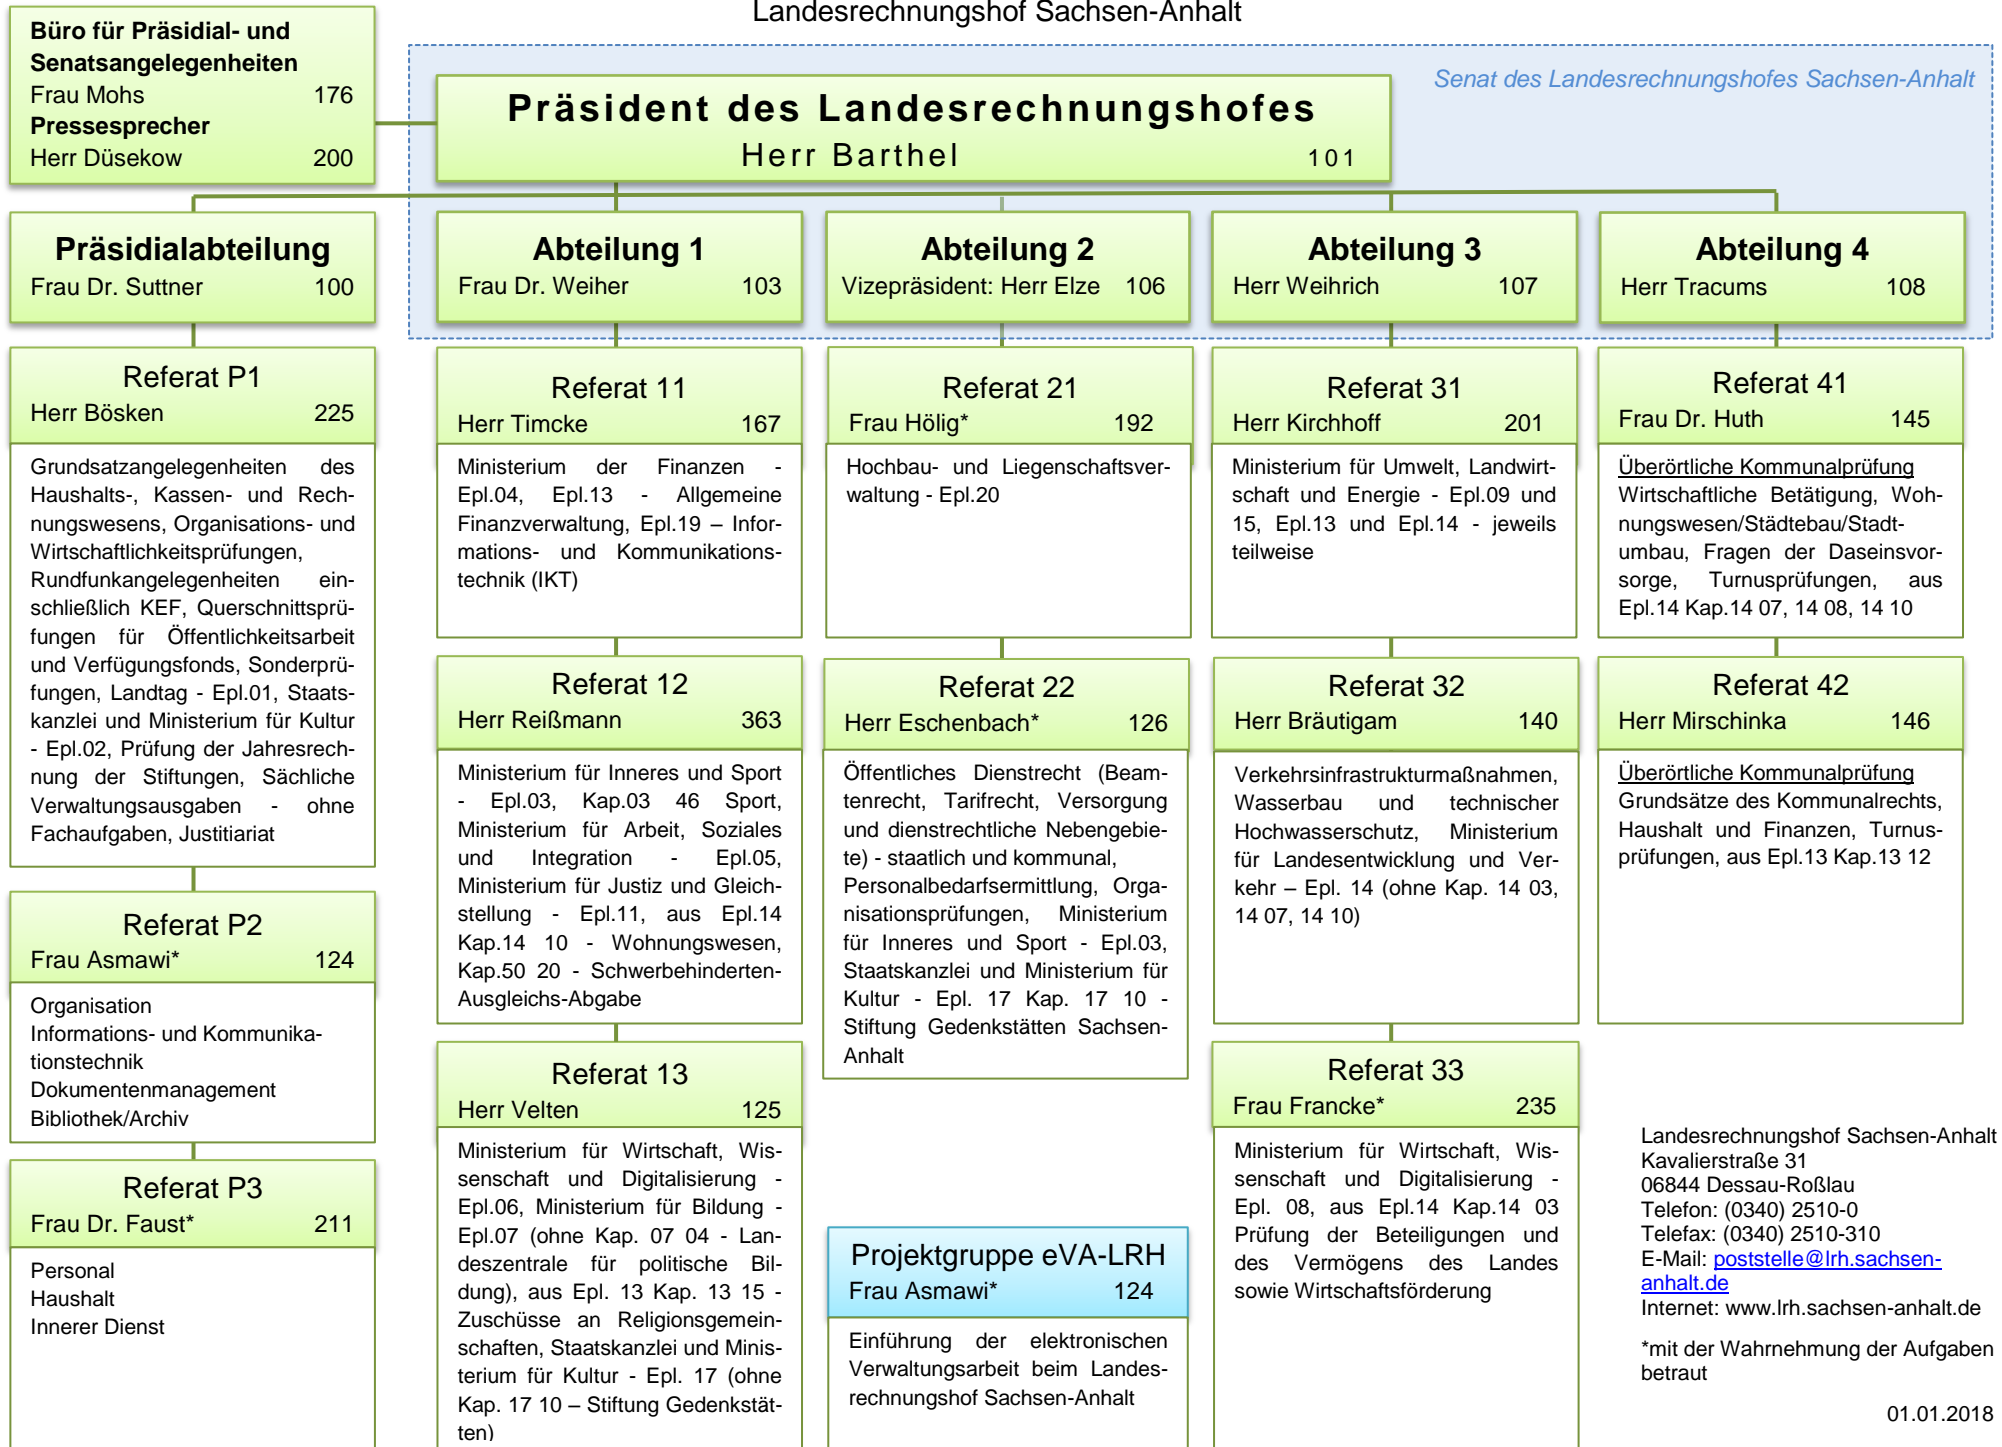 Landesrechnungshof Sachsen-Anhalt
Büro für Präsidial- und
Senatsangelegenheiten
Frau Mohs 176
Pressesprecher
Herr Düsekow 200
Senat des Landesrechnungshofes Sachsen-Anhalt
Präsident des Landesrechnungshofes
Herr Barthel 101
Präsidialabteilung
Frau Dr. Suttner 100
Abteilung 1
Frau Dr. Weiher 103
Abteilung 2
Vizepräsident: Herr Elze 106
Abteilung 3
Herr Weihrich 107
Abteilung 4
Herr Tracums 108
Referat P1
Herr Bösken 225
Grundsatzangelegenheiten des
Haushalts-, Kassen- und Rech-
nungswesens, Organisations- und
Wirtschaftlichkeitsprüfungen,
Rundfunkangelegenheiten ein-
schließlich KEF, Querschnittsprü-
fungen für Öffentlichkeitsarbeit
und Verfügungsfonds, Sonderprü-
fungen, Landtag - Epl.01, Staats-
kanzlei und Ministerium für Kultur
- Epl.02, Prüfung der Jahresrech-
nung der Stiftungen, Sächliche
Verwaltungsausgaben - ohne
Fachaufgaben, Justitiariat
Referat P2
Frau Asmawi* 124
Organisation
Informations- und Kommunika-
tionstechnik
Dokumentenmanagement
Bibliothek/Archiv
Referat P3
Frau Dr. Faust* 211
Personal
Haushalt
Innerer Dienst
Referat 11
Herr Timcke 167
Ministerium der Finanzen -
Epl.04, Epl.13 - Allgemeine
Finanzverwaltung, Epl.19 – Infor-
mations- und Kommunikations-
technik (IKT)
Referat 12
Herr Reißmann 363
Ministerium für Inneres und Sport
- Epl.03, Kap.03 46 Sport,
Ministerium für Arbeit, Soziales
und Integration - Epl.05,
Ministerium für Justiz und Gleich-
stellung - Epl.11, aus Epl.14
Kap.14 10 - Wohnungswesen,
Kap.50 20 - Schwerbehinderten-
Ausgleichs-Abgabe
Referat 13
Herr Velten 125
Ministerium für Wirtschaft, Wis-
senschaft und Digitalisierung -
Epl.06, Ministerium für Bildung -
Epl.07 (ohne Kap. 07 04 - Lan-
deszentrale für politische Bil-
dung), aus Epl. 13 Kap. 13 15 -
Zuschüsse an Religionsgemein-
schaften, Staatskanzlei und Minis-
terium für Kultur - Epl. 17 (ohne
Kap. 17 10 – Stiftung Gedenkstät-
ten)
Referat 21
Frau Hölig* 192
Hochbau- und Liegenschaftsver-
waltung - Epl.20
Referat 22
Herr Eschenbach* 126
Öffentliches Dienstrecht (Beam-
tenrecht, Tarifrecht, Versorgung
und dienstrechtliche Nebengebie-
te) - staatlich und kommunal,
Personalbedarfsermittlung, Orga-
nisationsprüfungen, Ministerium
für Inneres und Sport - Epl.03,
Staatskanzlei und Ministerium für
Kultur - Epl. 17 Kap. 17 10 -
Stiftung Gedenkstätten Sachsen-
Anhalt
Projektgruppe eVA-LRH
Frau Asmawi* 124
Einführung der elektronischen
Verwaltungsarbeit beim Landes-
rechnungshof Sachsen-Anhalt
Referat 31
Herr Kirchhoff 201
Ministerium für Umwelt, Landwirt-
schaft und Energie - Epl.09 und
15, Epl.13 und Epl.14 - jeweils
teilweise
Referat 32
Herr Bräutigam 140
Verkehrsinfrastrukturmaßnahmen,
Wasserbau und technischer
Hochwasserschutz, Ministerium
für Landesentwicklung und Ver-
kehr – Epl. 14 (ohne Kap. 14 03,
14 07, 14 10)
Referat 33
Frau Francke* 235
Ministerium für Wirtschaft, Wis-
senschaft und Digitalisierung -
Epl. 08, aus Epl.14 Kap.14 03
Prüfung der Beteiligungen und
des Vermögens des Landes
sowie Wirtschaftsförderung
Referat 41
Frau Dr. Huth 145
Überörtliche Kommunalprüfung
Wirtschaftliche Betätigung, Woh-
nungswesen/Städtebau/Stadt-
umbau, Fragen der Daseinsvor-
sorge, Turnusprüfungen, aus
Epl.14 Kap.14 07, 14 08, 14 10
Referat 42
Herr Mirschinka 146
Überörtliche Kommunalprüfung
Grundsätze des Kommunalrechts,
Haushalt und Finanzen, Turnus-
prüfungen, aus Epl.13 Kap.13 12
Landesrechnungshof Sachsen-Anhalt
Kavalierstraße 31
06844 Dessau-Roßlau
Telefon: (0340) 2510-0
Telefax: (0340) 2510-310
E-Mail: poststelle@lrh.sachsen-
anhalt.de
Internet: www.lrh.sachsen-anhalt.de
*mit der Wahrnehmung der Aufgaben
betraut
01.01.2018